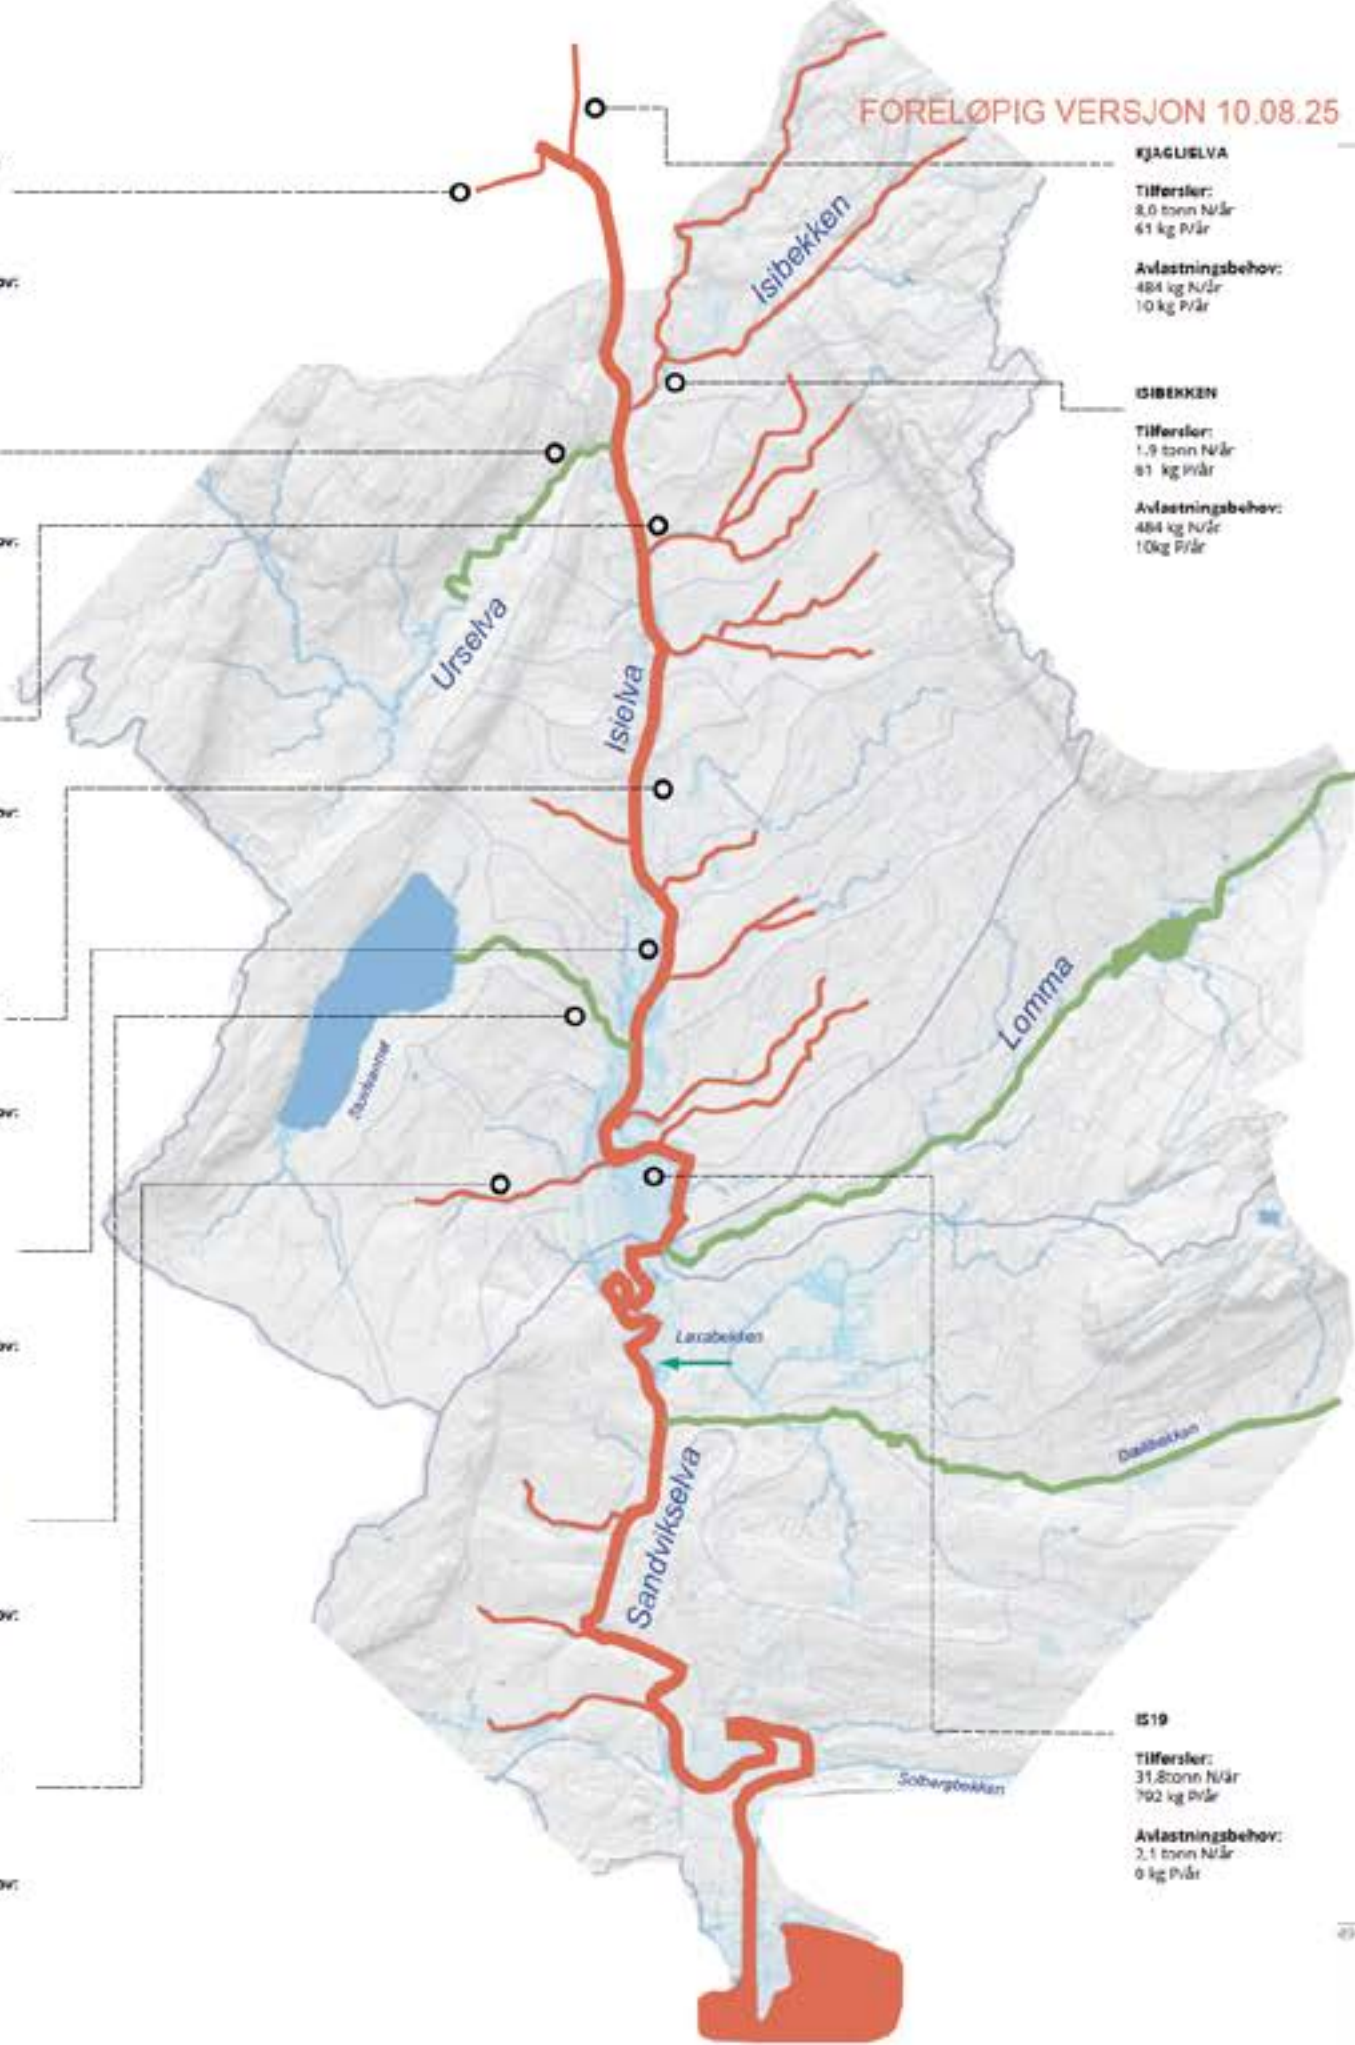 FORELØPIG VERSJON 10.08.25
KJAGLIELVA
Tilførsler:
8,0 tonn N/år
61 kg P/år
Avlastningsbehov:
484 kg N/år
10 kg P/år
ISIBEKKEN
Tilførsler:
1.9 tonn N/år
61 kg P/år
Avlastningsbehov:
484 kg N/år
10kg P/år
Isibekken
Urselva
Isielva
Lomma
Sandvikselva
Dælibekken
Solbergbekken
IS19
Tilførsler:
31,8tonn N/år
792 kg P/år
Avlastningsbehov:
2,1 tonn N/år
0 kg P/år